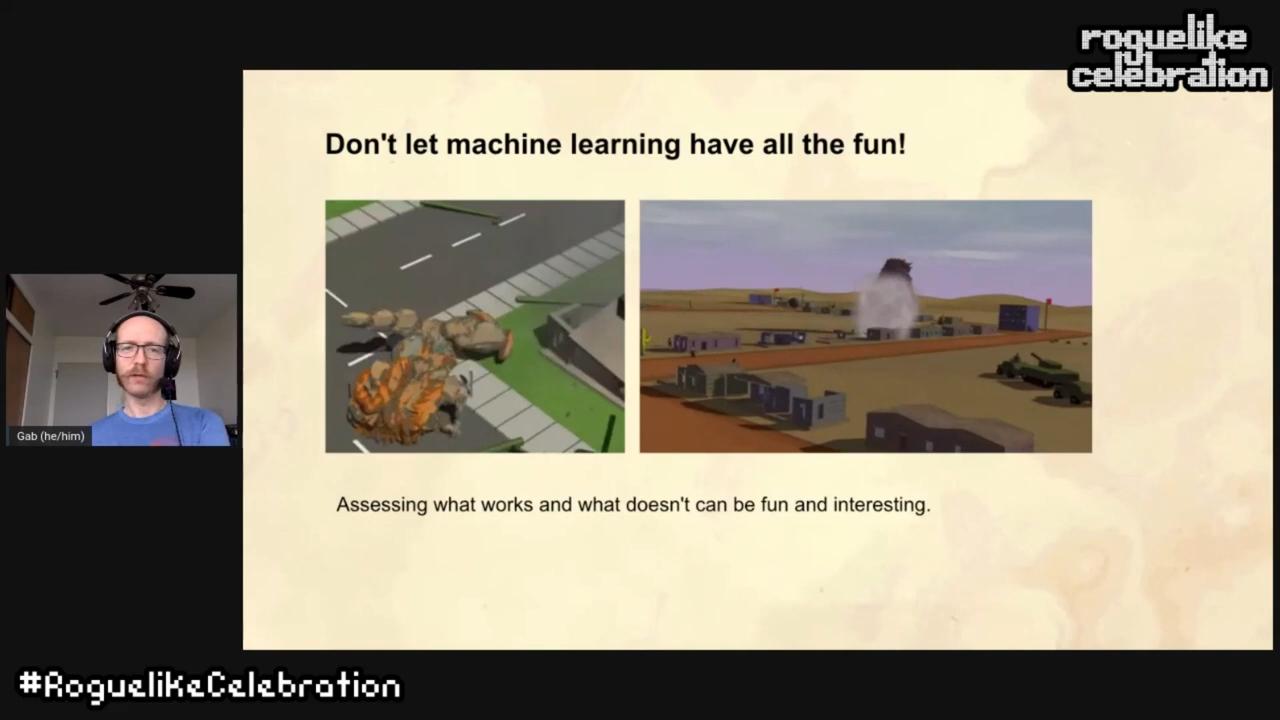 roguelike
celebration
Don't let machine learning have all the fun!
Gab (he/him)
Assessing what works and what doesn't can be fun and interesting.
#RoguelikeCelebration